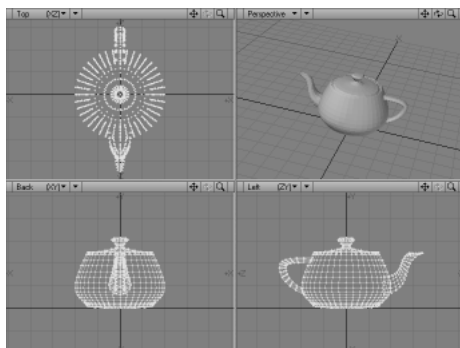 Top (XZ)
Perspective
Back (XY)
Left (ZY)
+Y
+Y
+Z